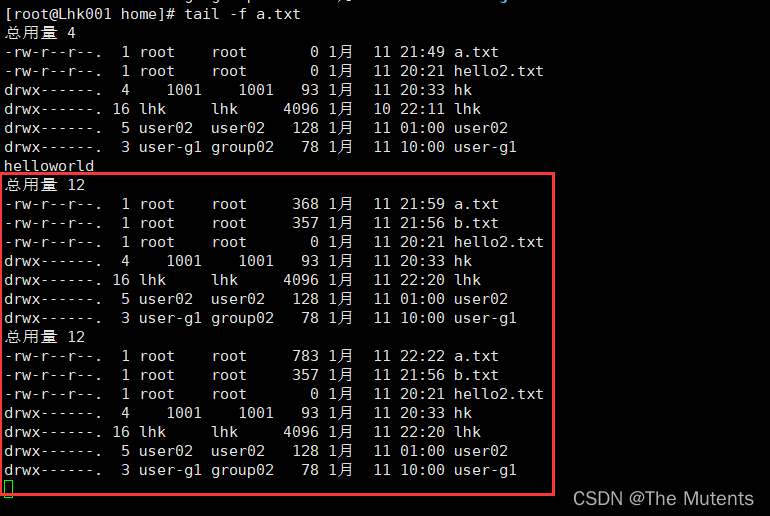 [root@Lhk001 home]# tail -f a.txt
总用量 4
-rw-r--r--.  1 root    root       0 1月  11 21:49 a.txt
-rw-r--r--.  1 root    root       0 1月  11 20:21 hello2.txt
drwx------.  4    1001    1001   93 1月  11 20:33 hk
drwx------. 16 lhk     lhk     4096 1月  10 22:11 lhk
drwx------.  5 user02  user02   128 1月  11 01:00 user02
drwx------.  3 user-g1 group02   78 1月  11 10:00 user-g1
helloworld
总用量 12
-rw-r--r--.  1 root    root     368 1月  11 21:59 a.txt
-rw-r--r--.  1 root    root     357 1月  11 21:56 b.txt
-rw-r--r--.  1 root    root       0 1月  11 20:21 hello2.txt
drwx------.  4    1001    1001   93 1月  11 20:33 hk
drwx------. 16 lhk     lhk     4096 1月  11 22:20 lhk
drwx------.  5 user02  user02   128 1月  11 01:00 user02
drwx------.  3 user-g1 group02   78 1月  11 10:00 user-g1
总用量 12
-rw-r--r--.  1 root    root     783 1月  11 22:22 a.txt
-rw-r--r--.  1 root    root     357 1月  11 21:56 b.txt
-rw-r--r--.  1 root    root       0 1月  11 20:21 hello2.txt
drwx------.  4    1001    1001   93 1月  11 20:33 hk
drwx------. 16 lhk     lhk     4096 1月  11 22:20 lhk
drwx------.  5 user02  user02   128 1月  11 01:00 user02
drwx------.  3 user-g1 group02   78 1月  11 10:00 user-g1
CSDN @The Mutents